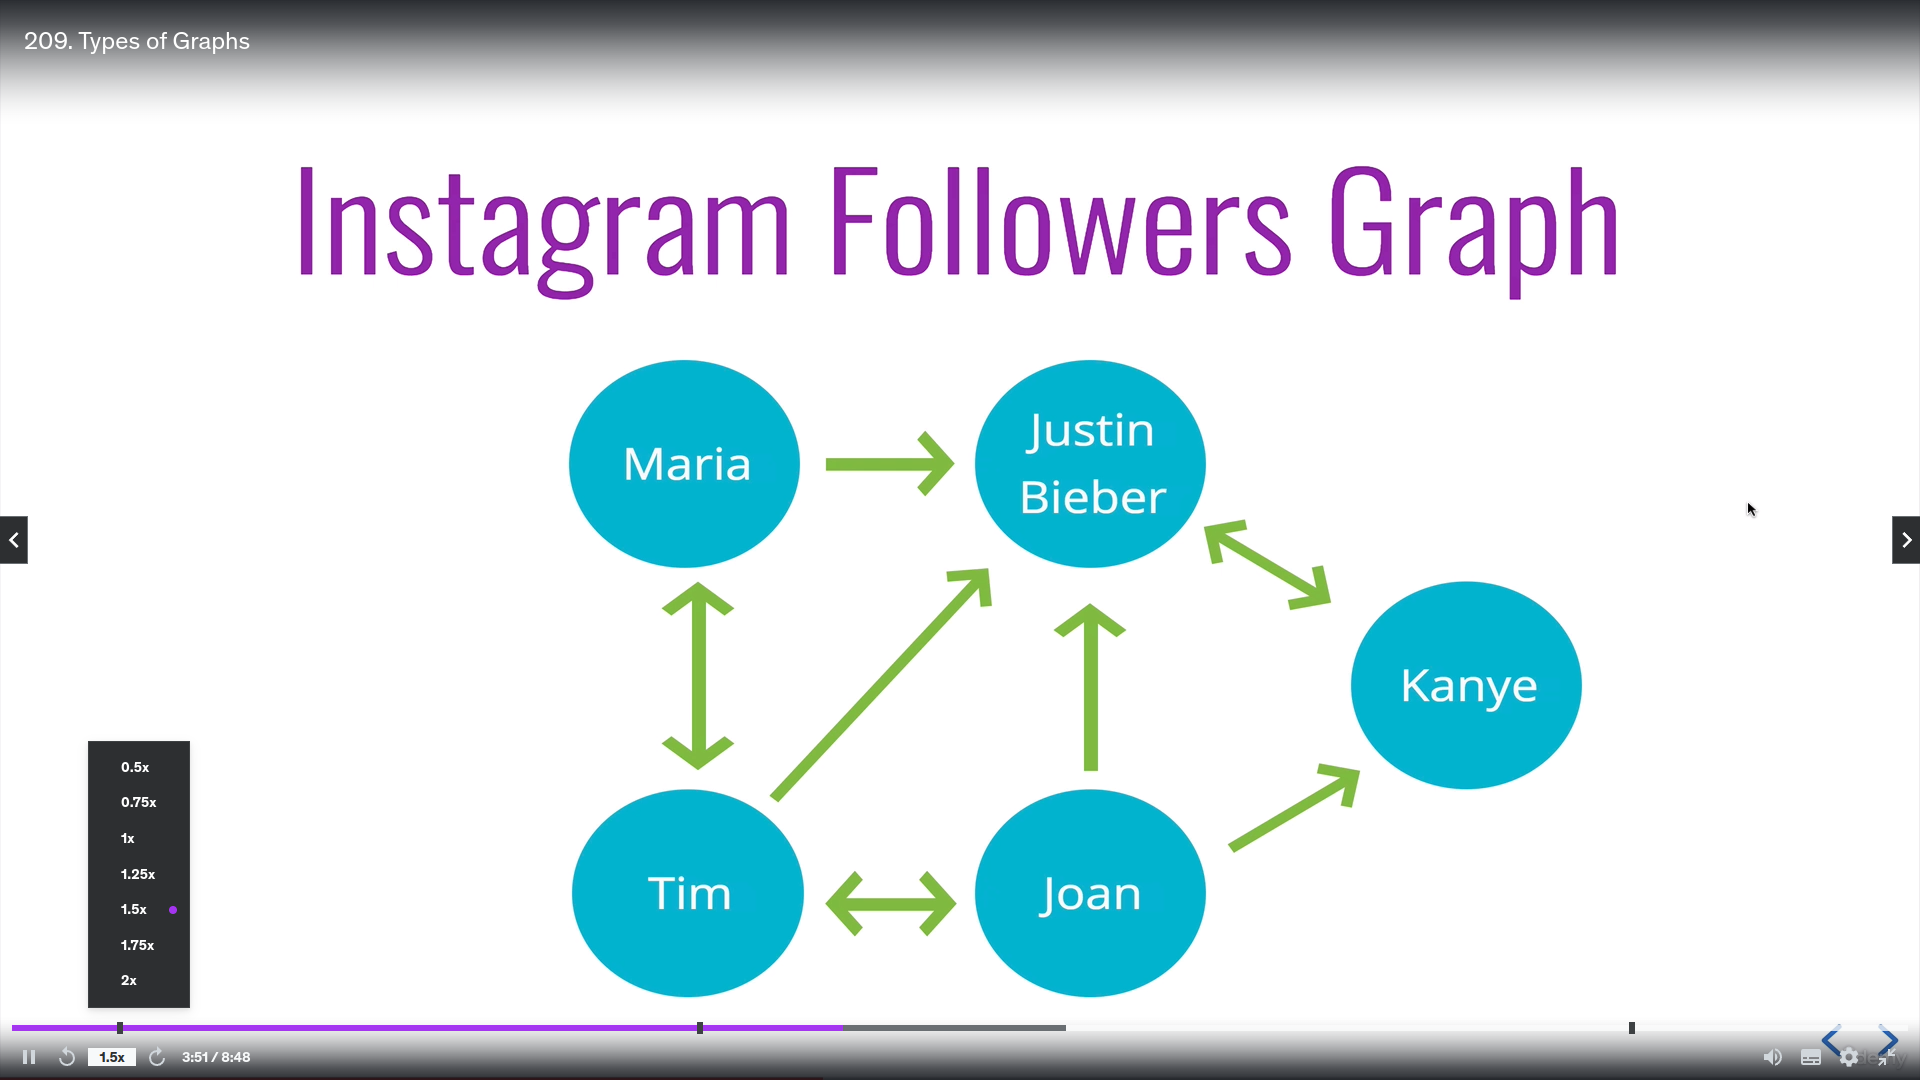 209. Types of Graphs
Instagram Followers Graph
Maria
Justin
Bieber
Kanye
Tim
Joan
0.5x
0.75x
1x
1.25x
1.5x
1.75x
2x
1.5x
3:51 / 8:48